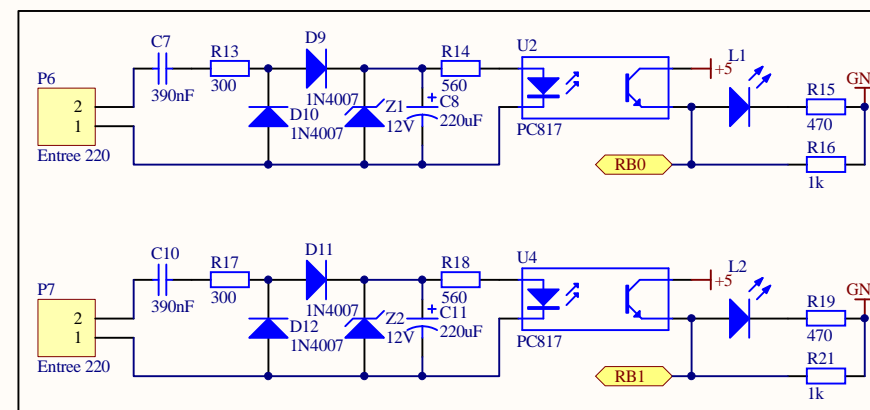 C7
R13
D9
R14
U2
L1
P6
300
560
+5
R15
GN
2
390nF
1N4007
Z1
C8
1
D10
+
470
1N4007
12V
220uF
PC817
R16
Entree 220
RB0
1k
C10
R17
D11
R18
U4
L2
P7
300
560
+5
R19
GN
2
390nF
1N4007
Z2
C11
1
D12
+
470
1N4007
12V
220uF
PC817
R21
Entree 220
RB1
1k